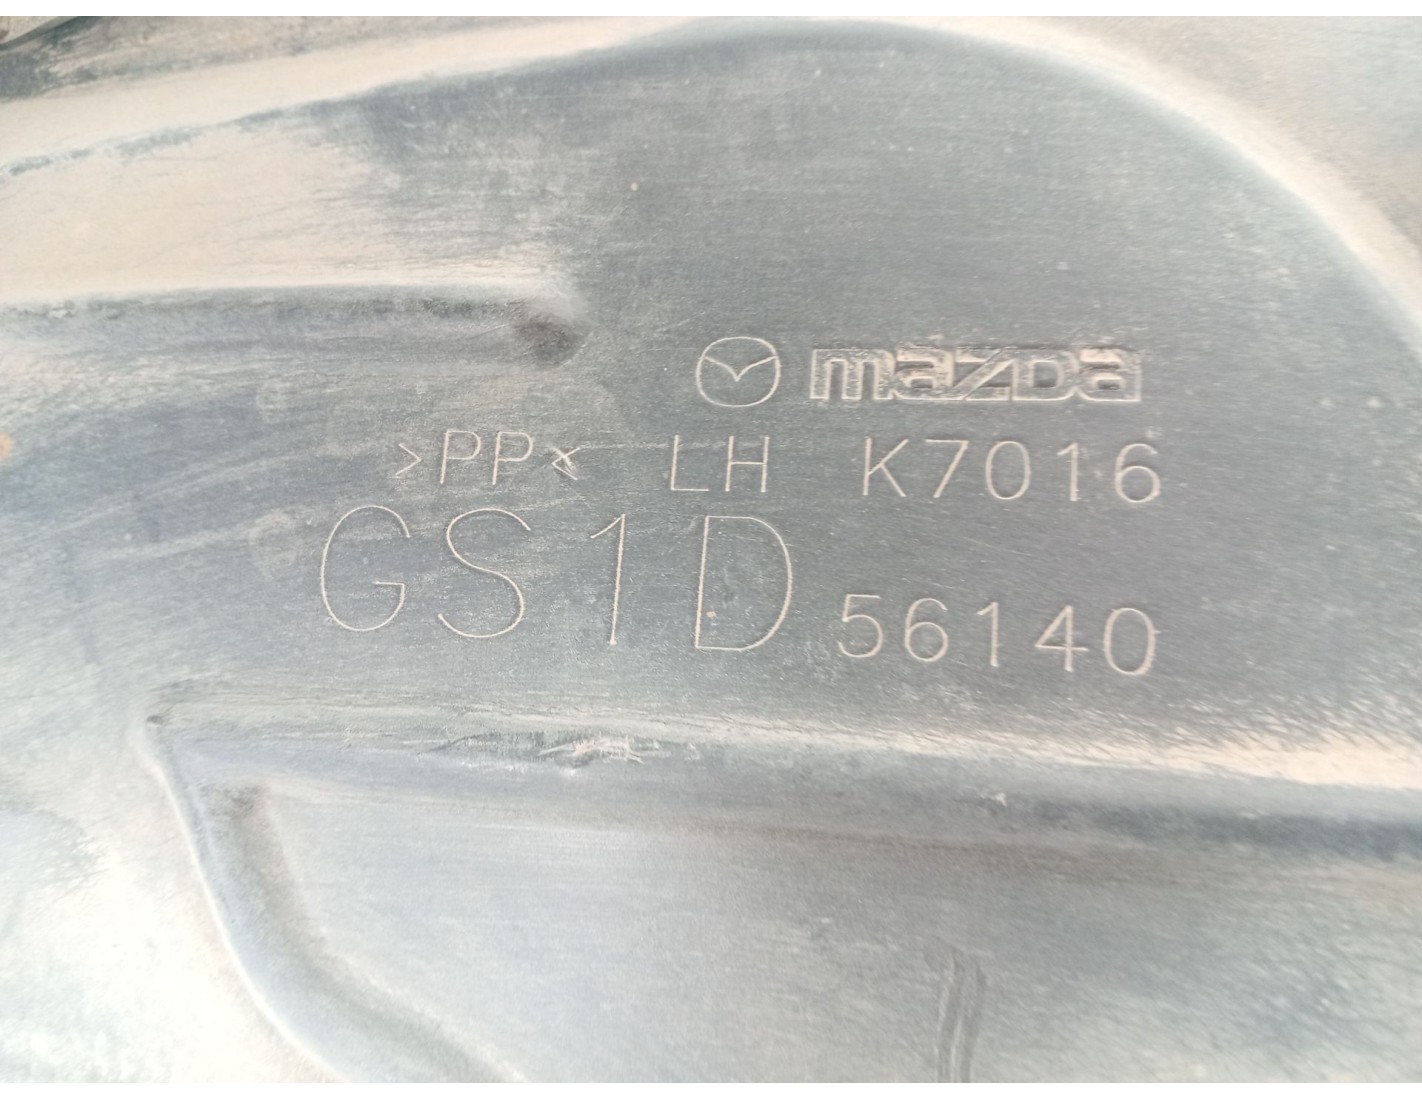 mazda
>PP< LH K7016
GS1D 56140